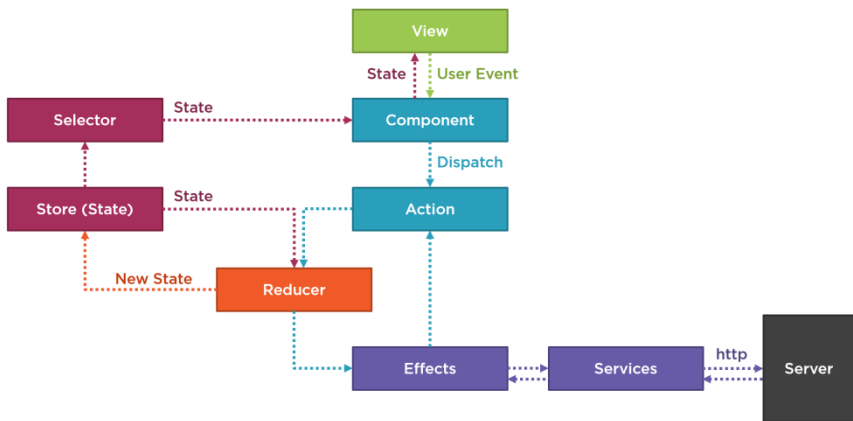 View
State
User Event
Selector
State
Component
Dispatch
Store (State)
State
Action
New State
Reducer
Effects
Services
http
Server